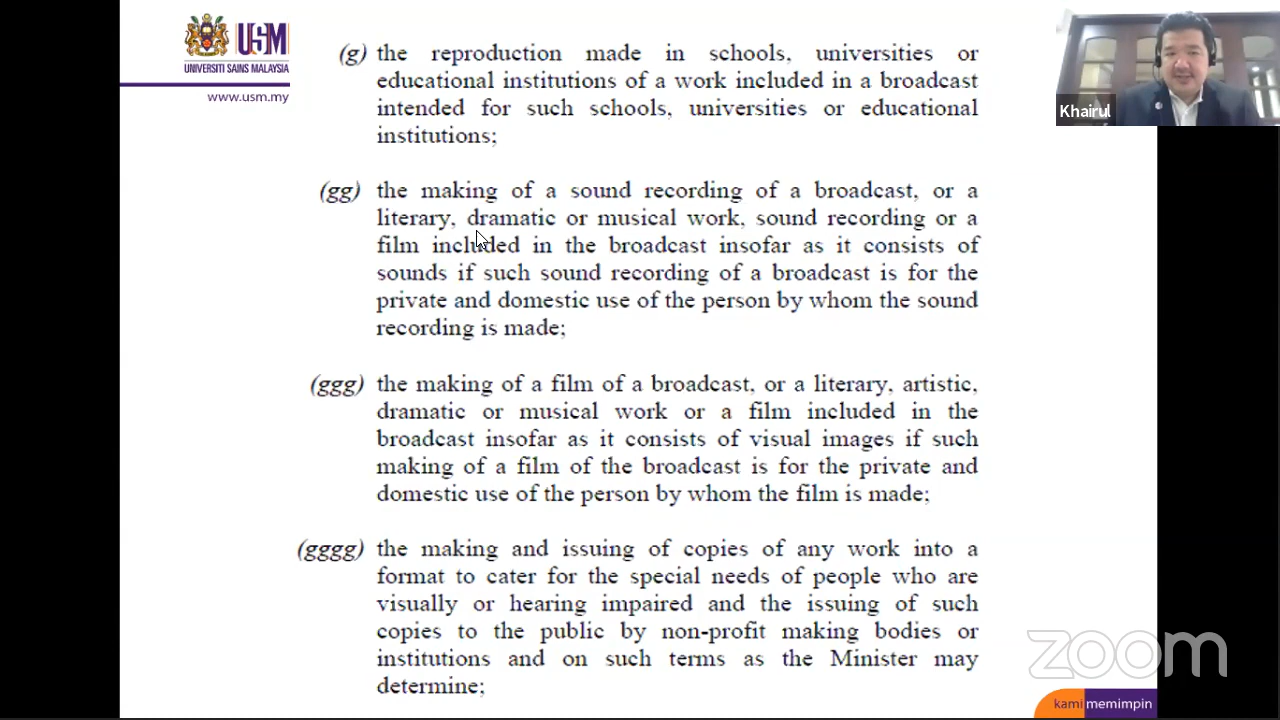 USM
UNIVERSITI SAINS MALAYSIA
www.usm.my
(g) the reproduction made in schools, universities or
educational institutions of a work included in a broadcast
intended for such schools, universities or educational
institutions;
(gg) the making of a sound recording of a broadcast, or a
literary, dramatic or musical work, sound recording or a
film included in the broadcast insofar as it consists of
sounds if such sound recording of a broadcast is for the
private and domestic use of the person by whom the sound
recording is made;
(ggg) the making of a film of a broadcast, or a literary, artistic,
dramatic or musical work or a film included in the
broadcast insofar as it consists of visual images if such
making of a film of the broadcast is for the private and
domestic use of the person by whom the film is made;
(gggg) the making and issuing of copies of any work into a
format to cater for the special needs of people who are
visually or hearing impaired and the issuing of such
copies to the public by non-profit making bodies or
institutions and on such terms as the Minister may
determine;
Khairul
zoom
kami memimpin